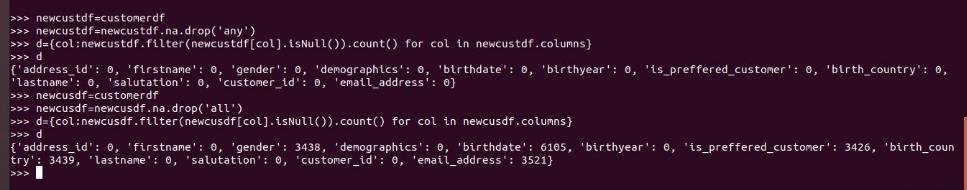 >>> newcustdf=customerdf
>>> newcustdf=newcustdf.na.drop('any')
>>> d={col:newcustdf.filter(newcustdf[col].isNull()).count() for col in newcustdf.columns}
>>> d
{'address_id': 0, 'firstname': 0, 'gender': 0, 'demographics': 0, 'birthdate': 0, 'birthyear': 0, 'is_preffered_customer': 0, 'birth_country': 0,
'lastname': 0, 'salutation': 0, 'customer_id': 0, 'email_address': 0}
>>> newcusdf=customerdf
>>> newcusdf=newcusdf.na.drop('all')
>>> d={col:newcusdf.filter(newcusdf[col].isNull()).count() for col in newcusdf.columns}
>>> d
{'address_id': 0, 'firstname': 0, 'gender': 3438, 'demographics': 0, 'birthdate': 6105, 'birthyear': 0, 'is_preffered_customer': 3426, 'birth_coun
try': 3439, 'lastname': 0, 'salutation': 0, 'customer_id': 0, 'email_address': 3521}
>>>